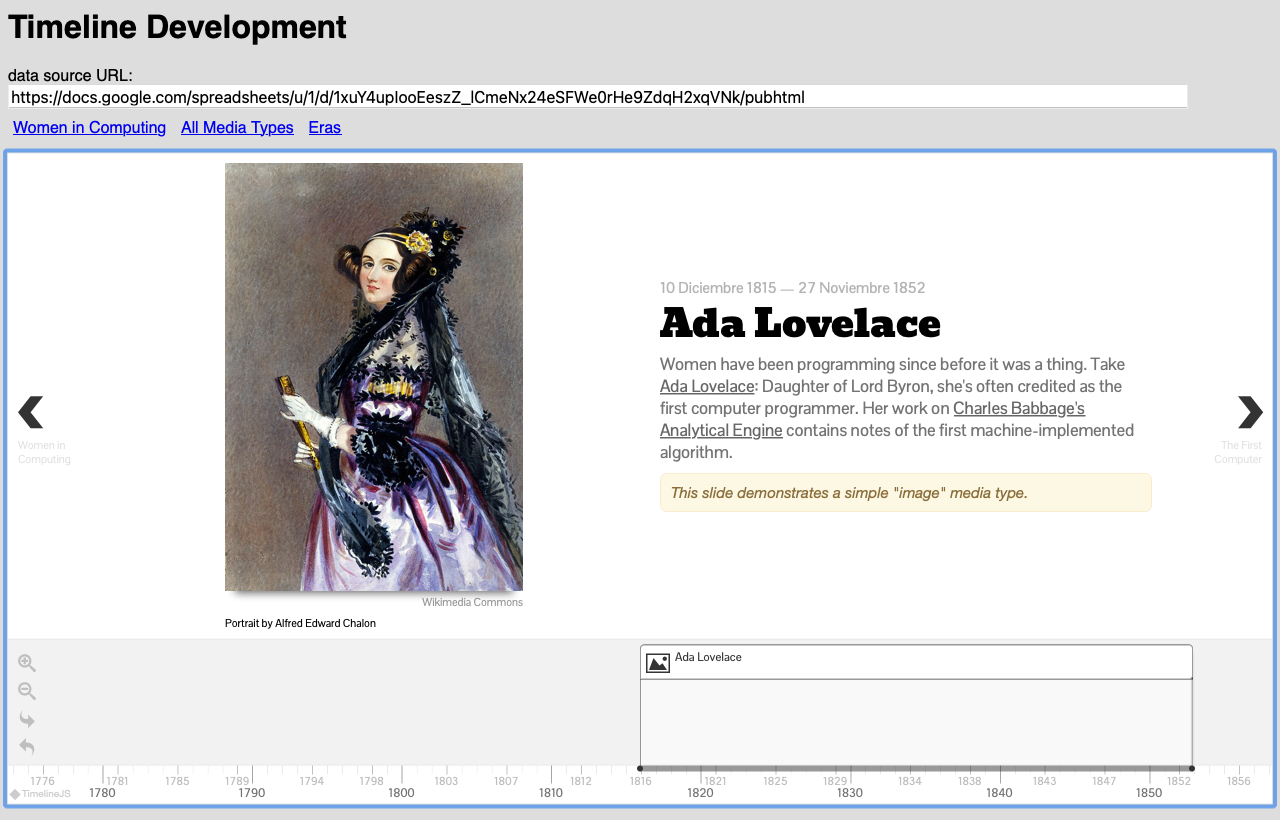 Timeline Development
data source URL:
https://docs.google.com/spreadsheets/u/1/d/1xuY4upIooEeszZ_lCmeNx24eSFWe0rHe9ZdqH2xqVNk/pubhtml
Women in Computing All Media Types Eras
10 Diciembre 1815 — 27 Noviembre 1852
Ada Lovelace
Women have been programming since before it was a thing. Take
Ada Lovelace: Daughter of Lord Byron, she's often credited as the
first computer programmer. Her work on Charles Babbage's
Analytical Engine contains notes of the first machine-implemented
algorithm.
This slide demonstrates a simple "image" media type.
Women in
Computing
The First
Computer
Wikimedia Commons
Portrait by Alfred Edward Chalon
Ada Lovelace
1776 1781 1785 1789 1794 1798 1803 1807 1812 1816 1821 1825 1829 1834 1838 1843 1847 1852 1856
TimelineJS 1780 1790 1800 1810 1820 1830 1840 1850